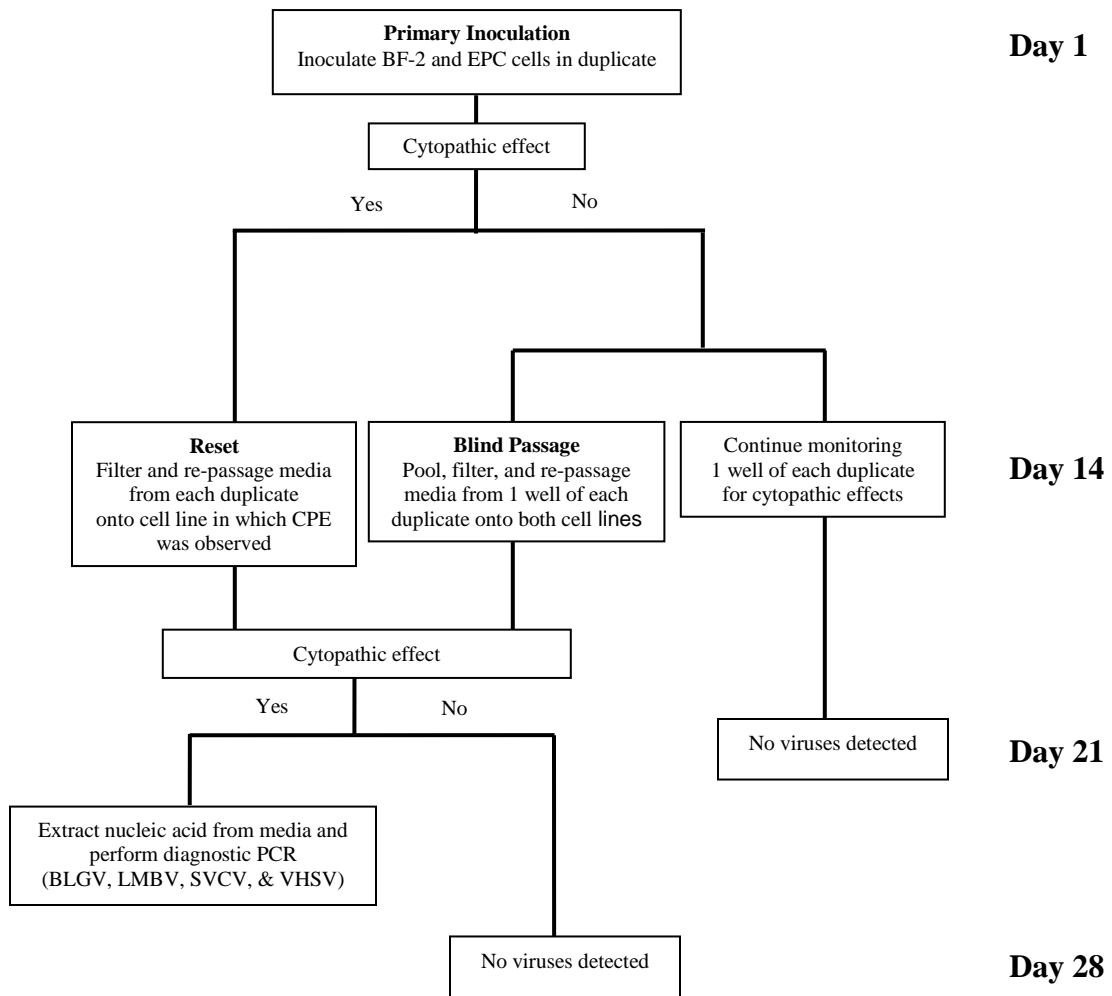 Primary Inoculation
Inoculate BF-2 and EPC cells in duplicate
Day 1
Cytopathic effect
Yes
No
Reset
Filter and re-passage media
from each duplicate
onto cell line in which CPE
was observed
Blind Passage
Pool, filter, and re-passage
media from 1 well of each
duplicate onto both cell lines
Continue monitoring
1 well of each duplicate
for cytopathic effects
Day 14
Cytopathic effect
Yes
No
No viruses detected
Day 21
Extract nucleic acid from media and
perform diagnostic PCR
(BLGV, LMBV, SVCV, & VHSV)
No viruses detected
Day 28